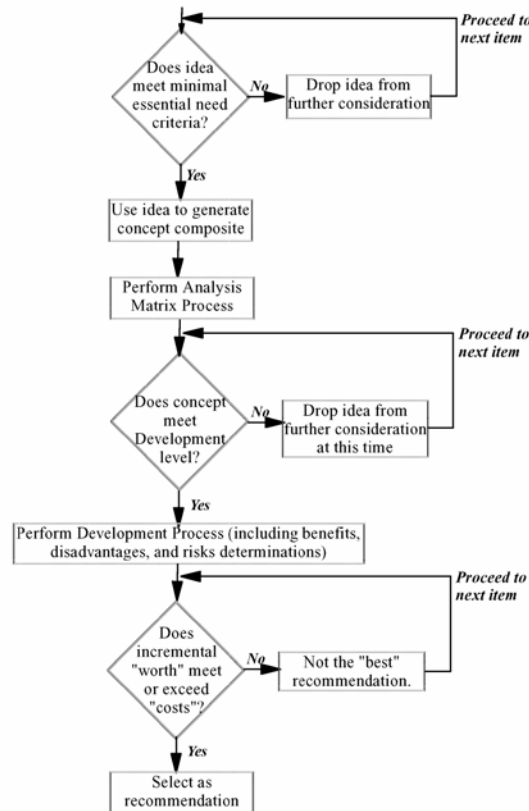 Proceed to
next item
Does idea
meet minimal
essential need
criteria?
No
Drop idea from
further consideration
Yes
Use idea to generate
concept composite
Perform Analysis
Matrix Process
Proceed to
next item
Does concept
meet
Development
level?
No
Drop idea from
further consideration
at this time
Yes
Perform Development Process (including benefits,
disadvantages, and risks determinations)
Proceed to
next item
Does
incremental
"worth" meet
or exceed
"costs"?
No
Not the "best"
recommendation.
Yes
Select as
recommendation